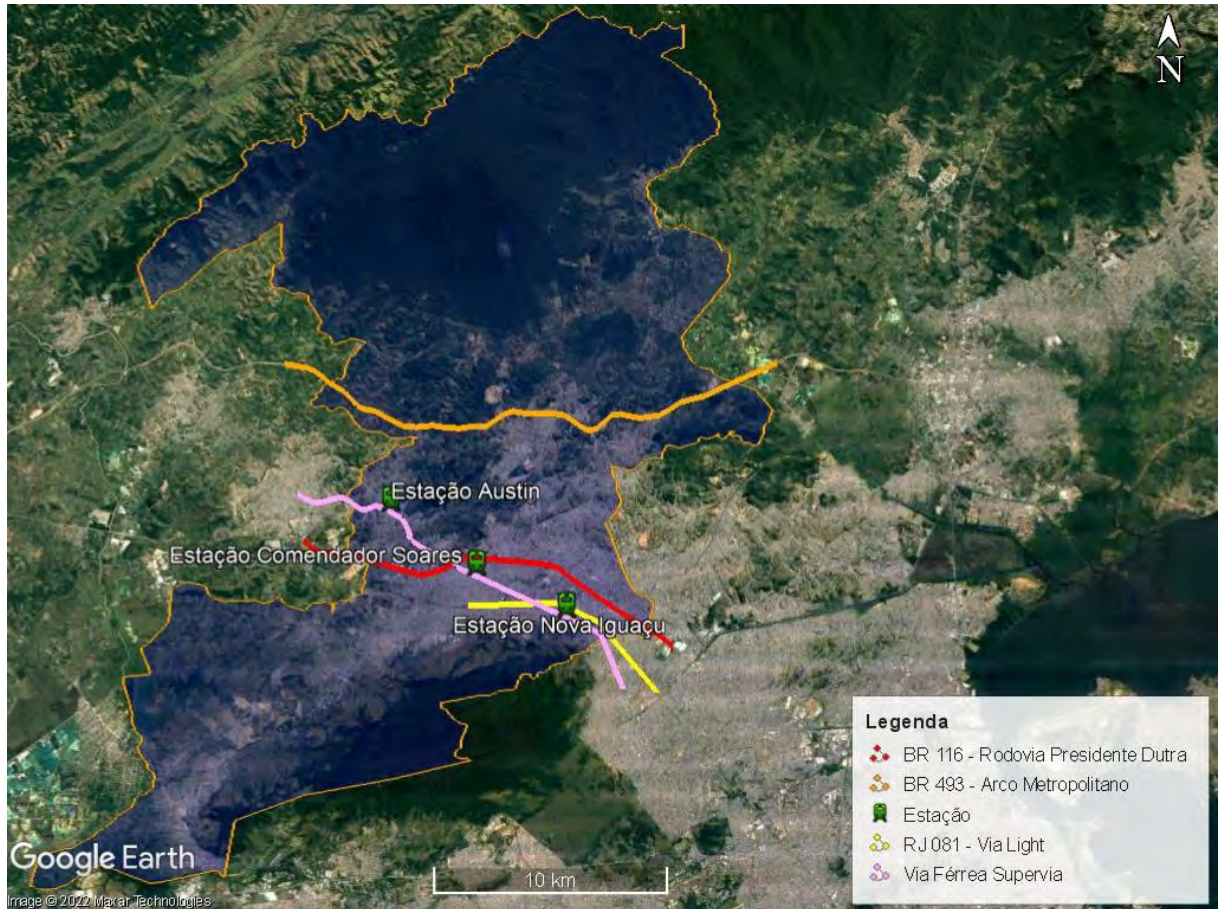 N
Estação Austin
Estação Comendador Soares
Estação Nova Iguaçu
Legenda
BR 116 - Rodovia Presidente Dutra
BR 493 - Arco Metropolitano
Estação
RJ 081 - Via Light
Via Férrea Supervia
Google Earth
10 km
Image © 2022 Maxar Technologies